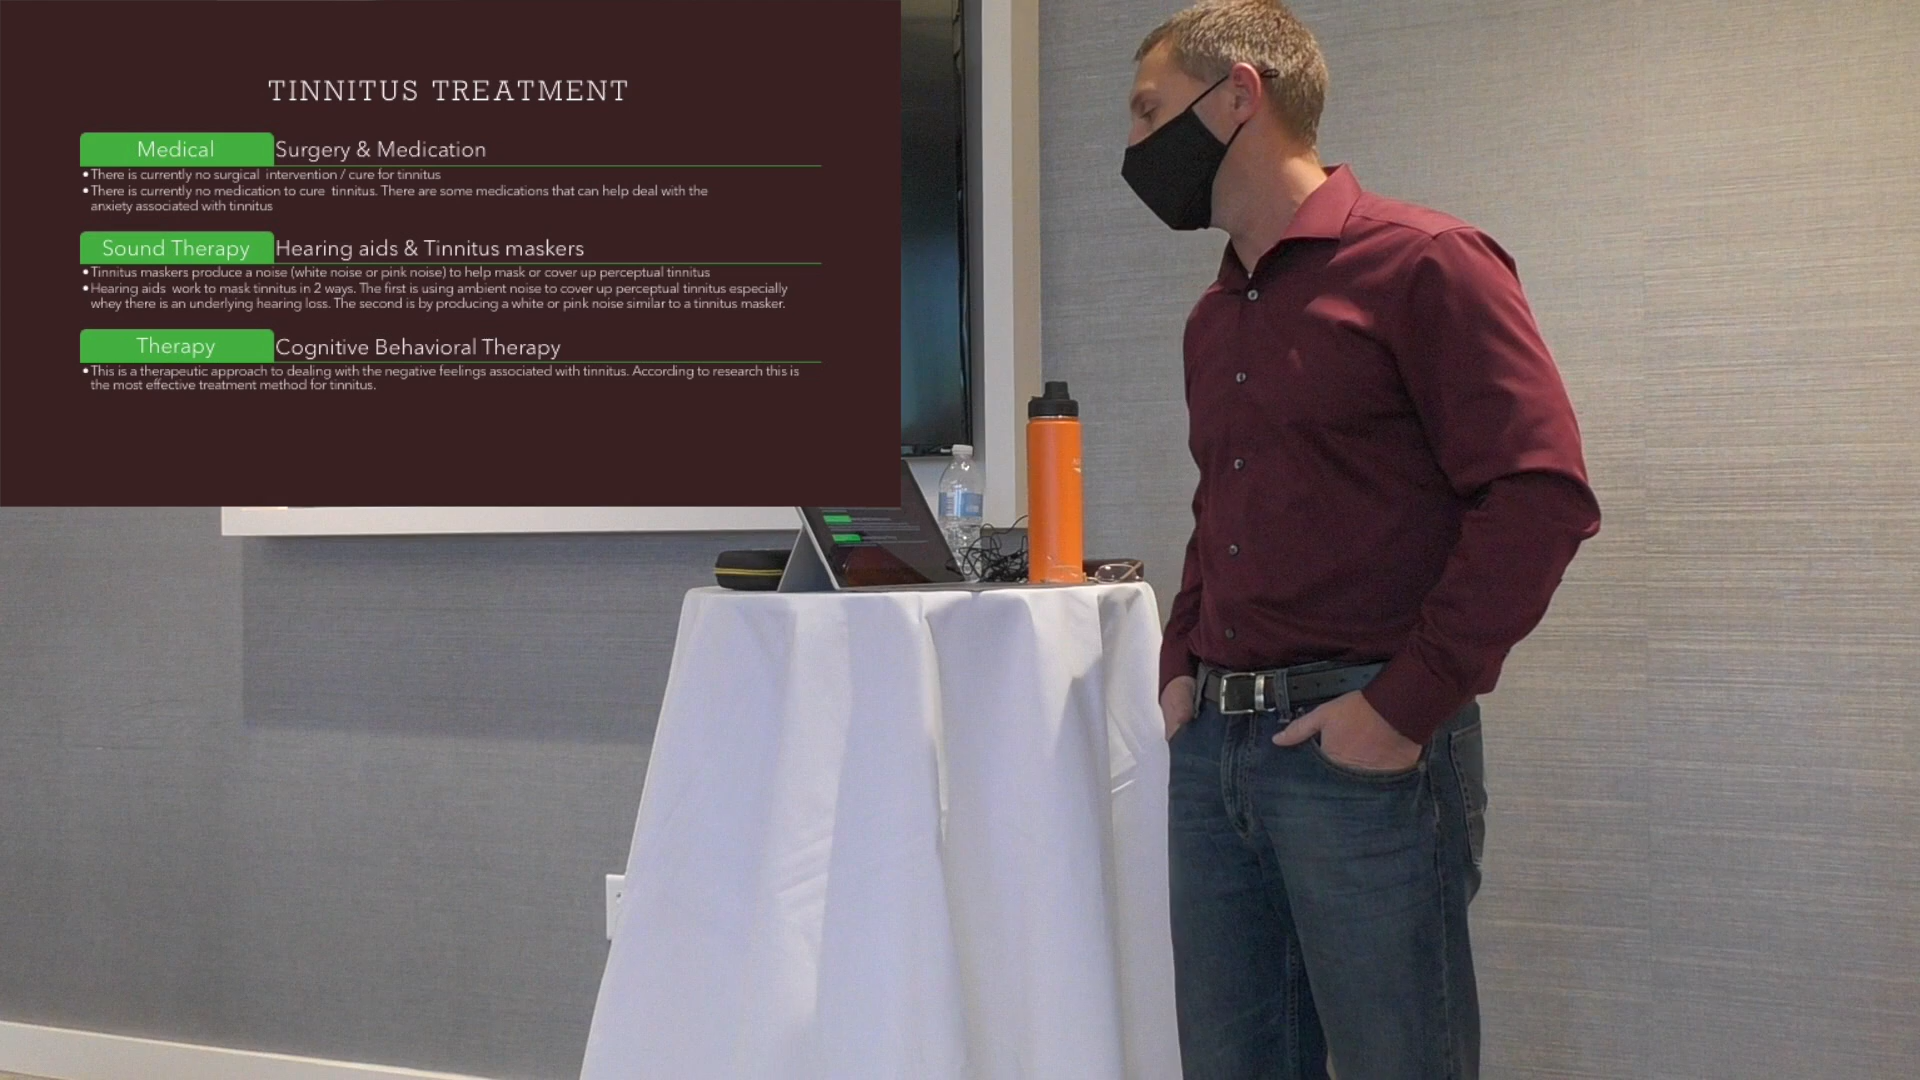 TINNITUS TREATMENT
Medical Surgery & Medication
•There is currently no surgical intervention / cure for tinnitus
•There is currently no medication to cure tinnitus. There are some medications that can help deal with the
anxiety associated with tinnitus
Sound Therapy Hearing aids & Tinnitus maskers
•Tinnitus maskers produce a noise (white noise or pink noise) to help mask or cover up perceptual tinnitus
•Hearing aids work to mask tinnitus in 2 ways. The first is using ambient noise to cover up perceptual tinnitus especially
whey there is an underlying hearing loss. The second is by producing a white or pink noise similar to a tinnitus masker.
Therapy Cognitive Behavioral Therapy
•This is a therapeutic approach to dealing with the negative feelings associated with tinnitus. According to research this is
the most effective treatment method for tinnitus.